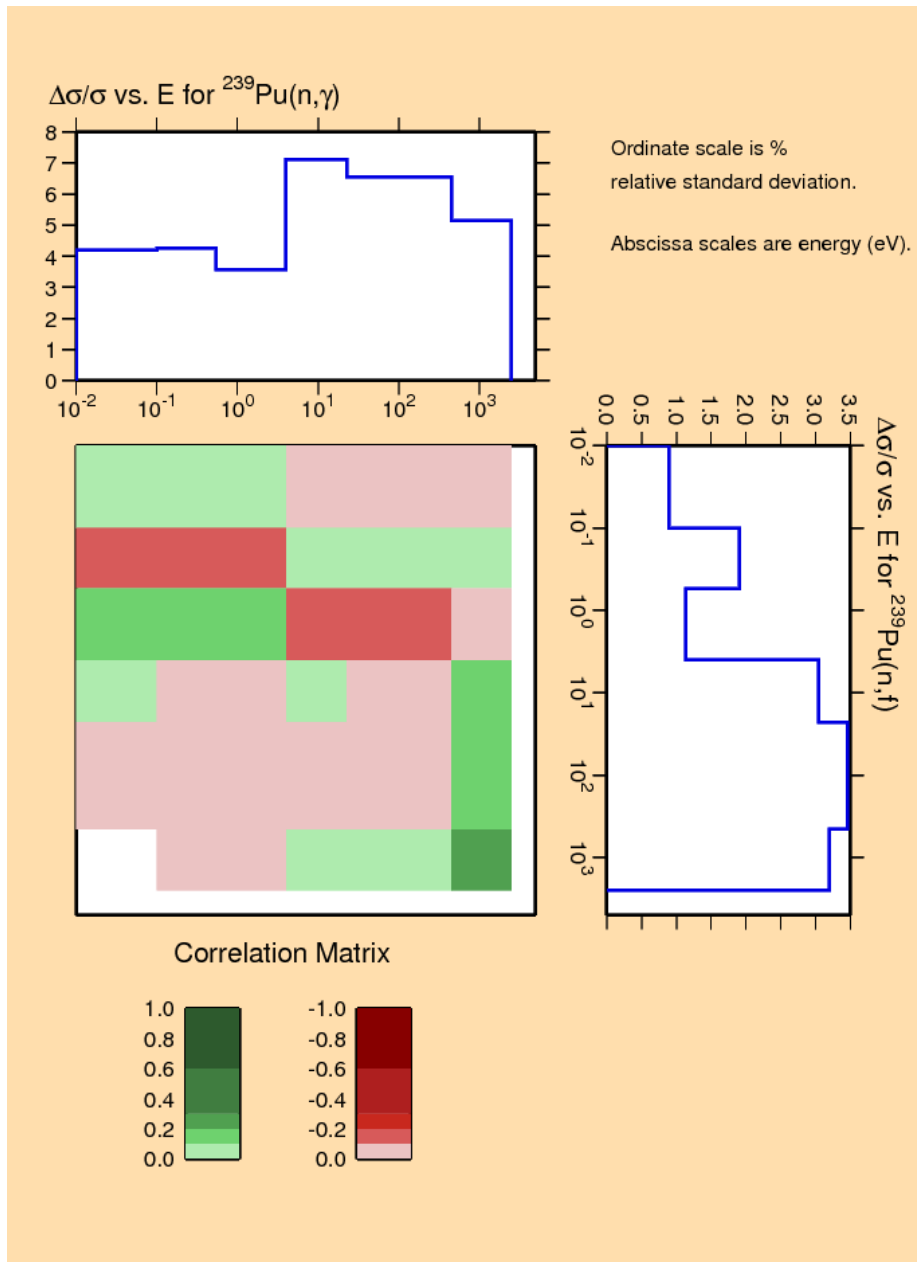 Δσ/σ vs. E for ²³⁹Pu(n,γ)
Ordinate scale is %
relative standard deviation.
Abscissa scales are energy (eV).
8
7
6
5
4
3
2
1
0
10⁻² 10⁻¹ 10⁰ 10¹ 10² 10³
Δσ/σ vs. E for ²³⁹Pu(n,f)
0.0 0.5 1.0 1.5 2.0 2.5 3.0 3.5
10⁻² 10⁻¹ 10⁰ 10¹ 10² 10³
Correlation Matrix
1.0
0.8
0.6
0.4
0.2
0.0
-1.0
-0.8
-0.6
-0.4
-0.2
0.0